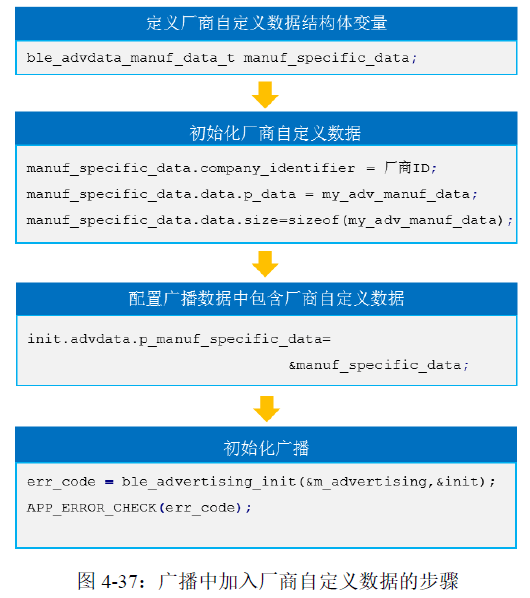 定义厂商自定义数据结构体变量
ble_advdata_manuf_data_t manuf_specific_data;
初始化厂商自定义数据
manuf_specific_data.company_identifier = 厂商ID;
manuf_specific_data.data.p_data = my_adv_manuf_data;
manuf_specific_data.data.size=sizeof(my_adv_manuf_data);
配置广播数据中包含厂商自定义数据
init.advdata.p_manuf_specific_data=
&manuf_specific_data;
初始化广播
err_code = ble_advertising_init(&m_advertising,&init);
APP_ERROR_CHECK(err_code);
图 4-37：广播中加入厂商自定义数据的步骤